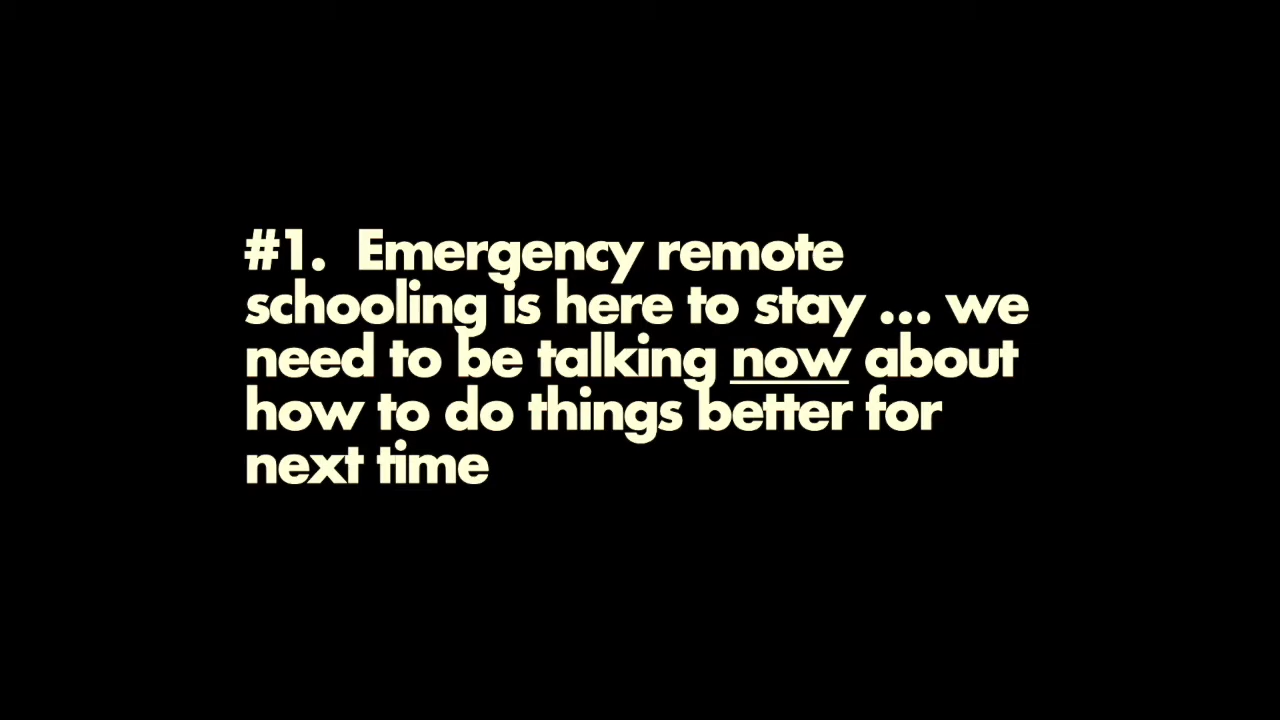 #1.  Emergency remote
schooling is here to stay ... we
need to be talking now about
how to do things better for
next time